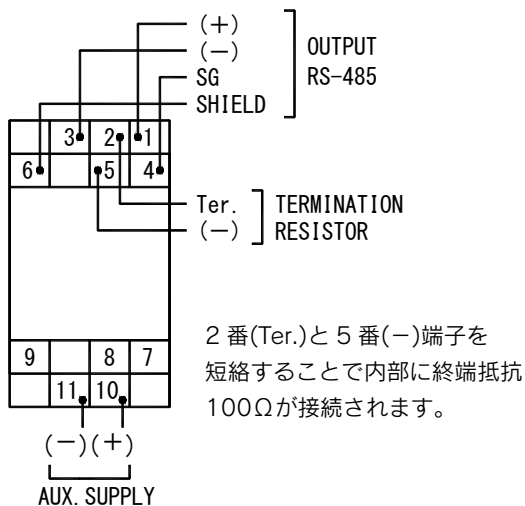 (+)
(−) OUTPUT
SG RS-485
SHIELD
3 2 1
6 5 4
Ter. TERMINATION
(−) RESISTOR
2番(Ter.)と5番(−)端子を
短絡することで内部に終端抵抗
100Ωが接続されます。
9 8 7
11 10
(−)(+)
AUX. SUPPLY